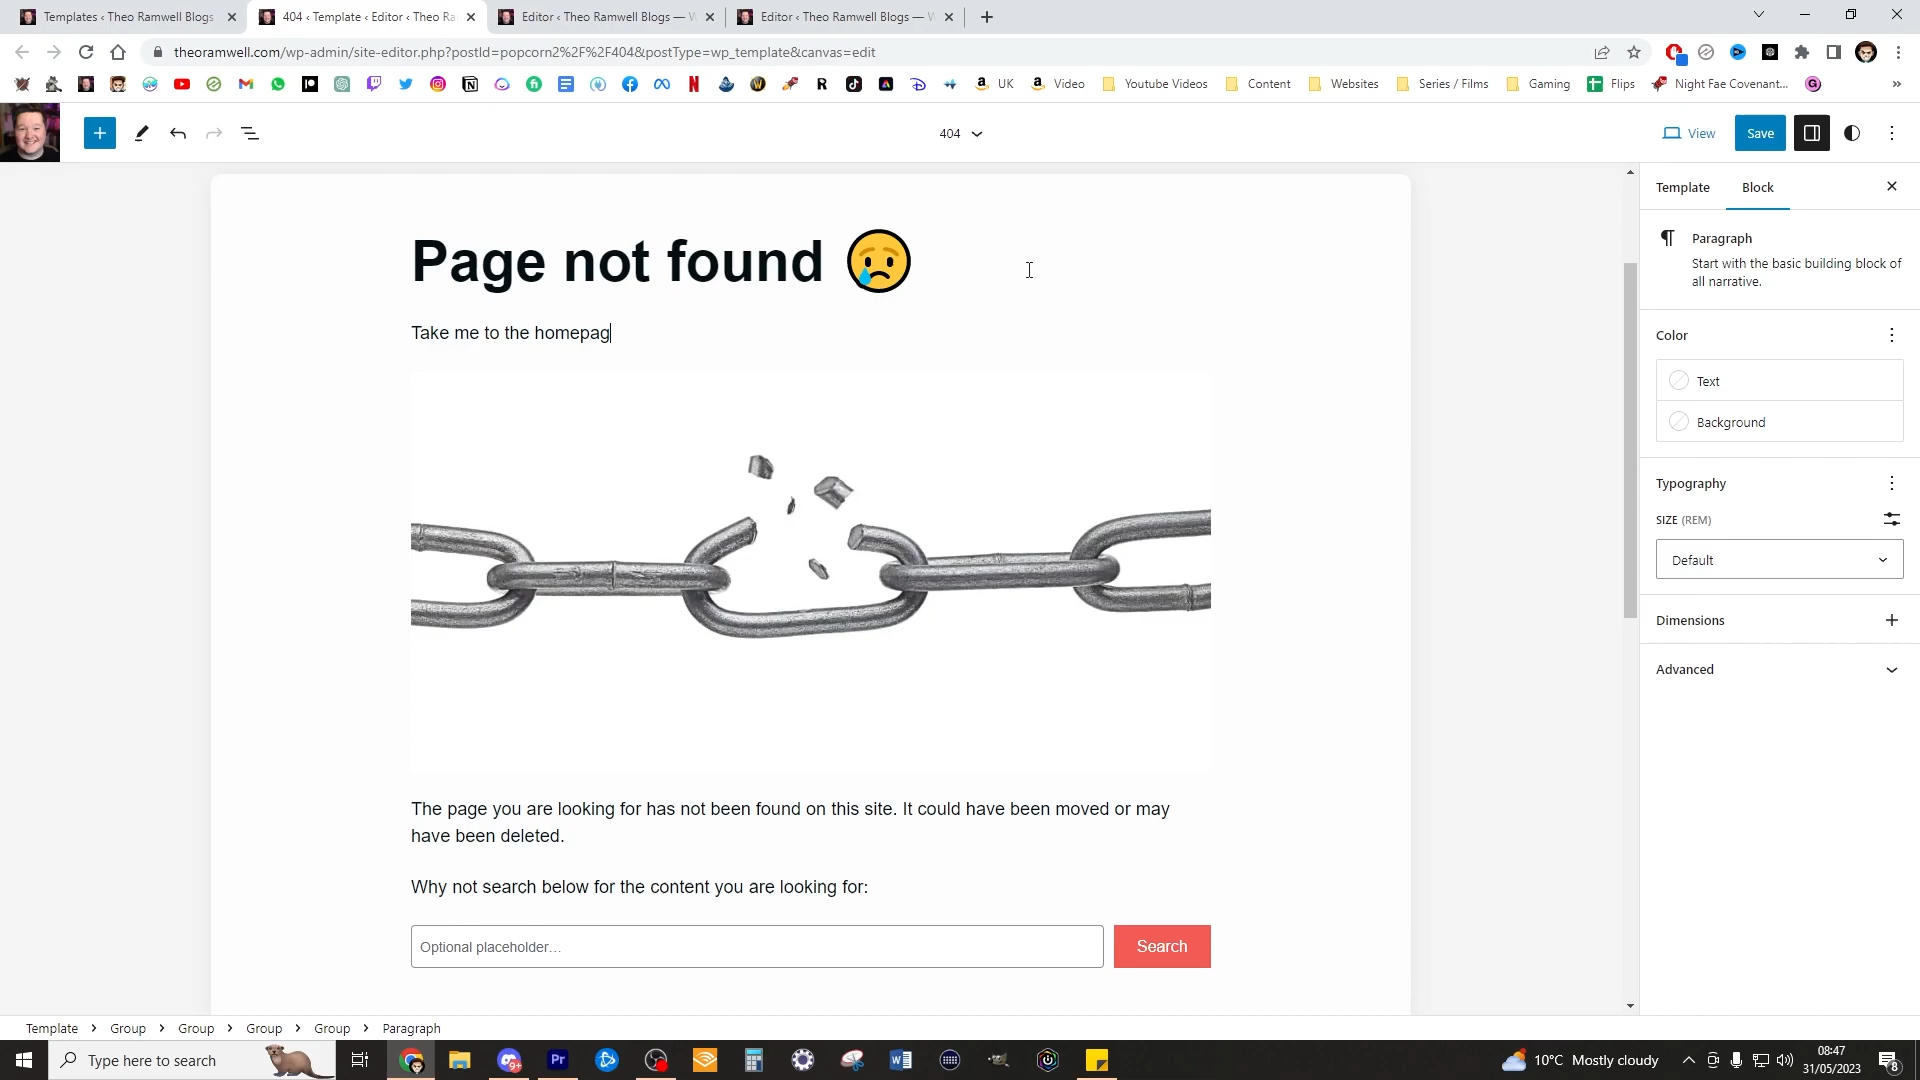 Templates ‹ Theo Ramwell Blogs
404 ‹ Template ‹ Editor ‹ Theo Ra
Editor ‹ Theo Ramwell Blogs — W
Editor ‹ Theo Ramwell Blogs — W
theoramwell.com/wp-admin/site-editor.php?postId=popcorn2%2F%2F404&postType=wp_template&canvas=edit
UK
Video
Youtube Videos
Content
Websites
Series / Films
Gaming
Flips
Night Fae Covenant...
404
View
Save
Template
Block
Page not found
Take me to the homepag
The page you are looking for has not been found on this site. It could have been moved or may
have been deleted.
Why not search below for the content you are looking for:
Optional placeholder...
Search
Paragraph
Start with the basic building block of
all narrative.
Color
Text
Background
Typography
SIZE (REM)
Default
Dimensions
Advanced
Template > Group > Group > Group > Group > Paragraph
Type here to search
9+
Pr
10°C Mostly cloudy
08:47
31/05/2023
8